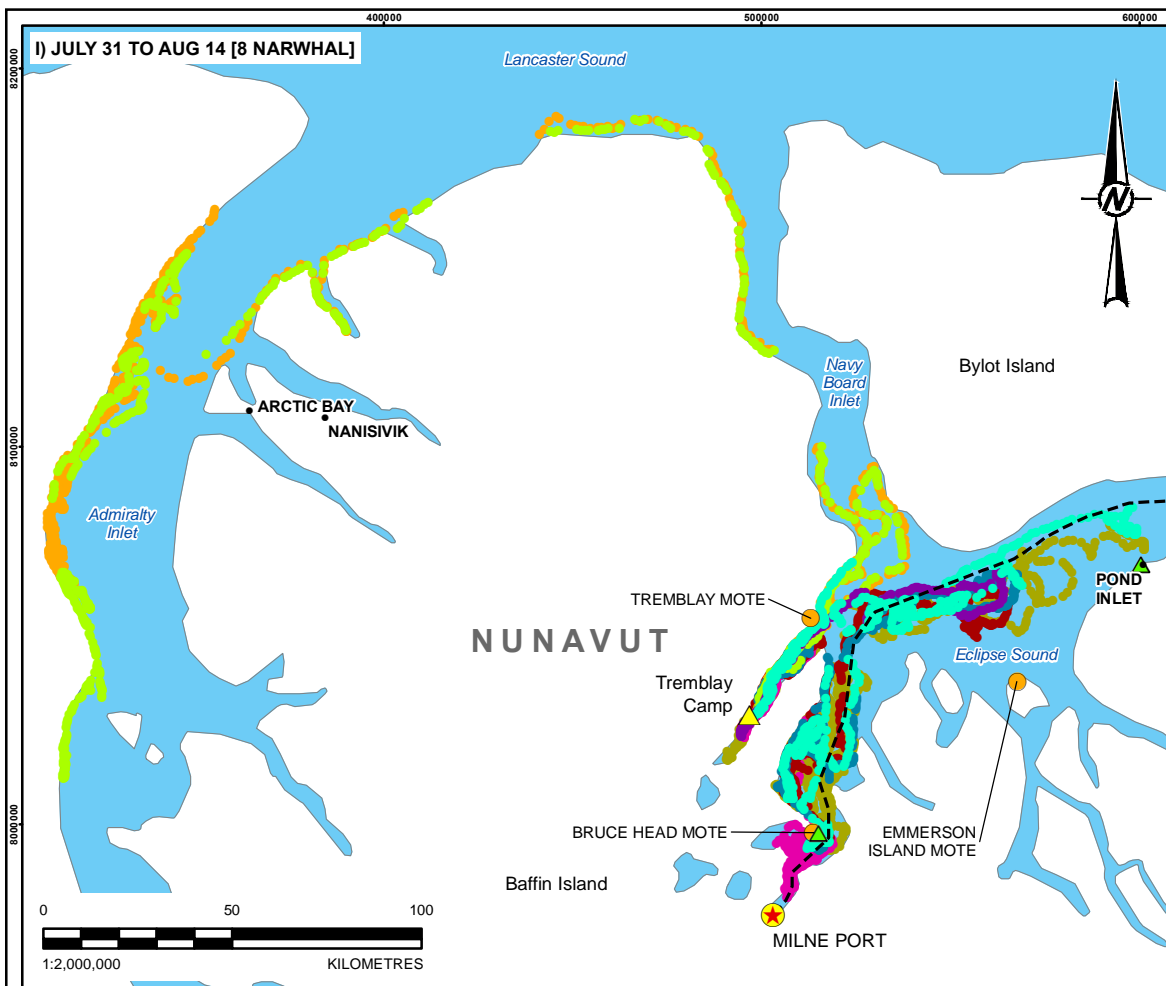 400000
500000
600000
I) JULY 31 TO AUG 14 [8 NARWHAL]
8200000
Lancaster Sound
N
Navy
Board
Inlet
Bylot Island
ARCTIC BAY
NANISIVIK
8100000
Admiralty
Inlet
TREMBLAY MOTE
POND
INLET
NUNAVUT
Eclipse Sound
Tremblay
Camp
8000000
BRUCE HEAD MOTE
EMMERSON
ISLAND MOTE
Baffin Island
0
50
100
MILNE PORT
1:2,000,000
KILOMETRES